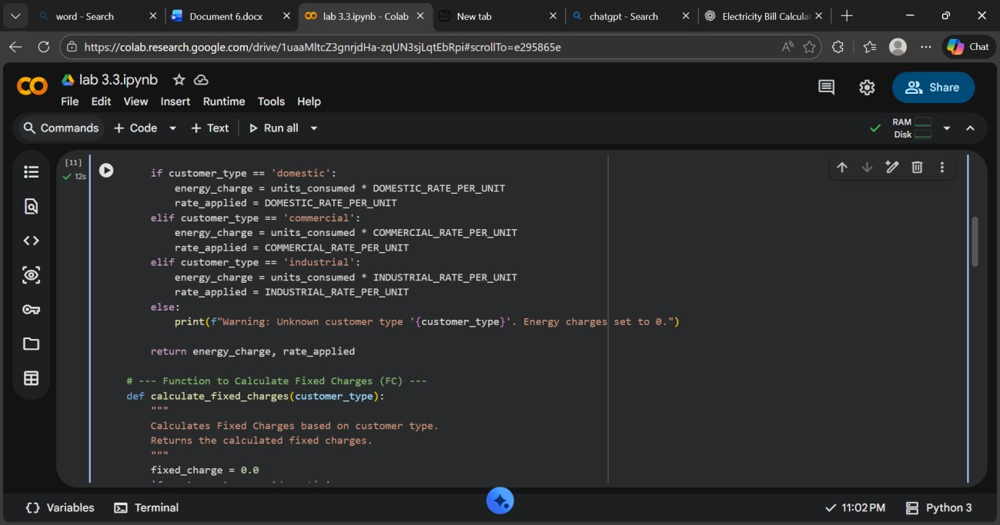 word - Search
Document 6.docx
lab 3.3.ipynb - Colab
New tab
chatgpt - Search
Electricity Bill Calcula
https://colab.research.google.com/drive/1uaaMltcZ3gnrjdHa-zqUN3sjLqtEbRpi#scrollTo=e295865e
Chat
lab 3.3.ipynb
File Edit View Insert Runtime Tools Help
Share
Commands + Code + Text Run all
RAM
Disk
[11]
12s
if customer_type == 'domestic':
energy_charge = units_consumed * DOMESTIC_RATE_PER_UNIT
rate_applied = DOMESTIC_RATE_PER_UNIT
elif customer_type == 'commercial':
energy_charge = units_consumed * COMMERCIAL_RATE_PER_UNIT
rate_applied = COMMERCIAL_RATE_PER_UNIT
elif customer_type == 'industrial':
energy_charge = units_consumed * INDUSTRIAL_RATE_PER_UNIT
rate_applied = INDUSTRIAL_RATE_PER_UNIT
else:
print(f"Warning: Unknown customer type '{customer_type}'. Energy charges set to 0.")
return energy_charge, rate_applied
# --- Function to Calculate Fixed Charges (FC) ---
def calculate_fixed_charges(customer_type):
"""
Calculates Fixed Charges based on customer type.
Returns the calculated fixed charges.
"""
fixed_charge = 0.0
Variables Terminal
11:02 PM Python 3